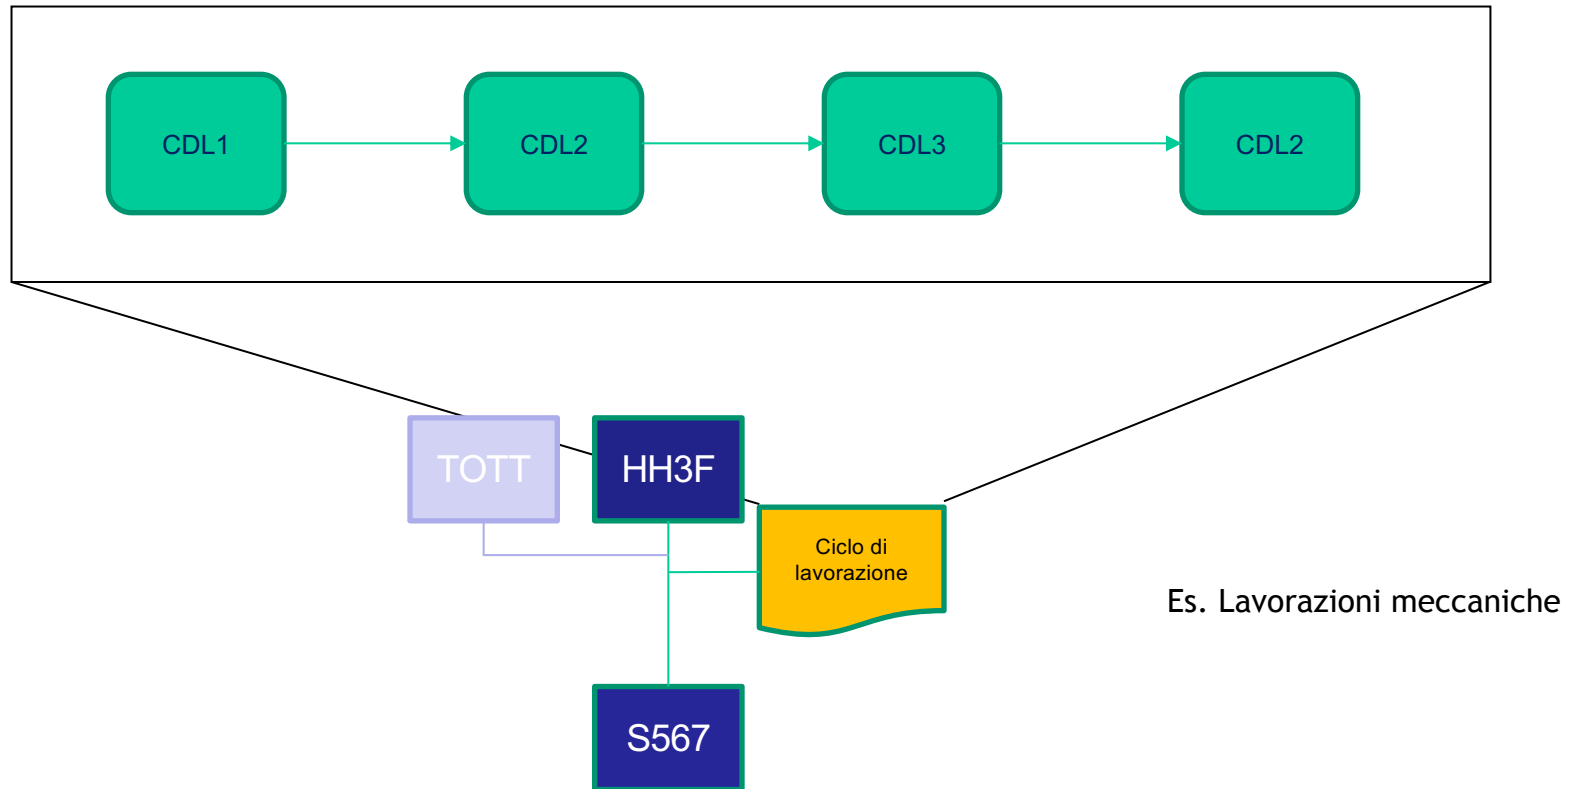 CDL1
CDL2
CDL3
CDL2
TOTT
HH3F
Ciclo di
lavorazione
Es. Lavorazioni meccaniche
S567